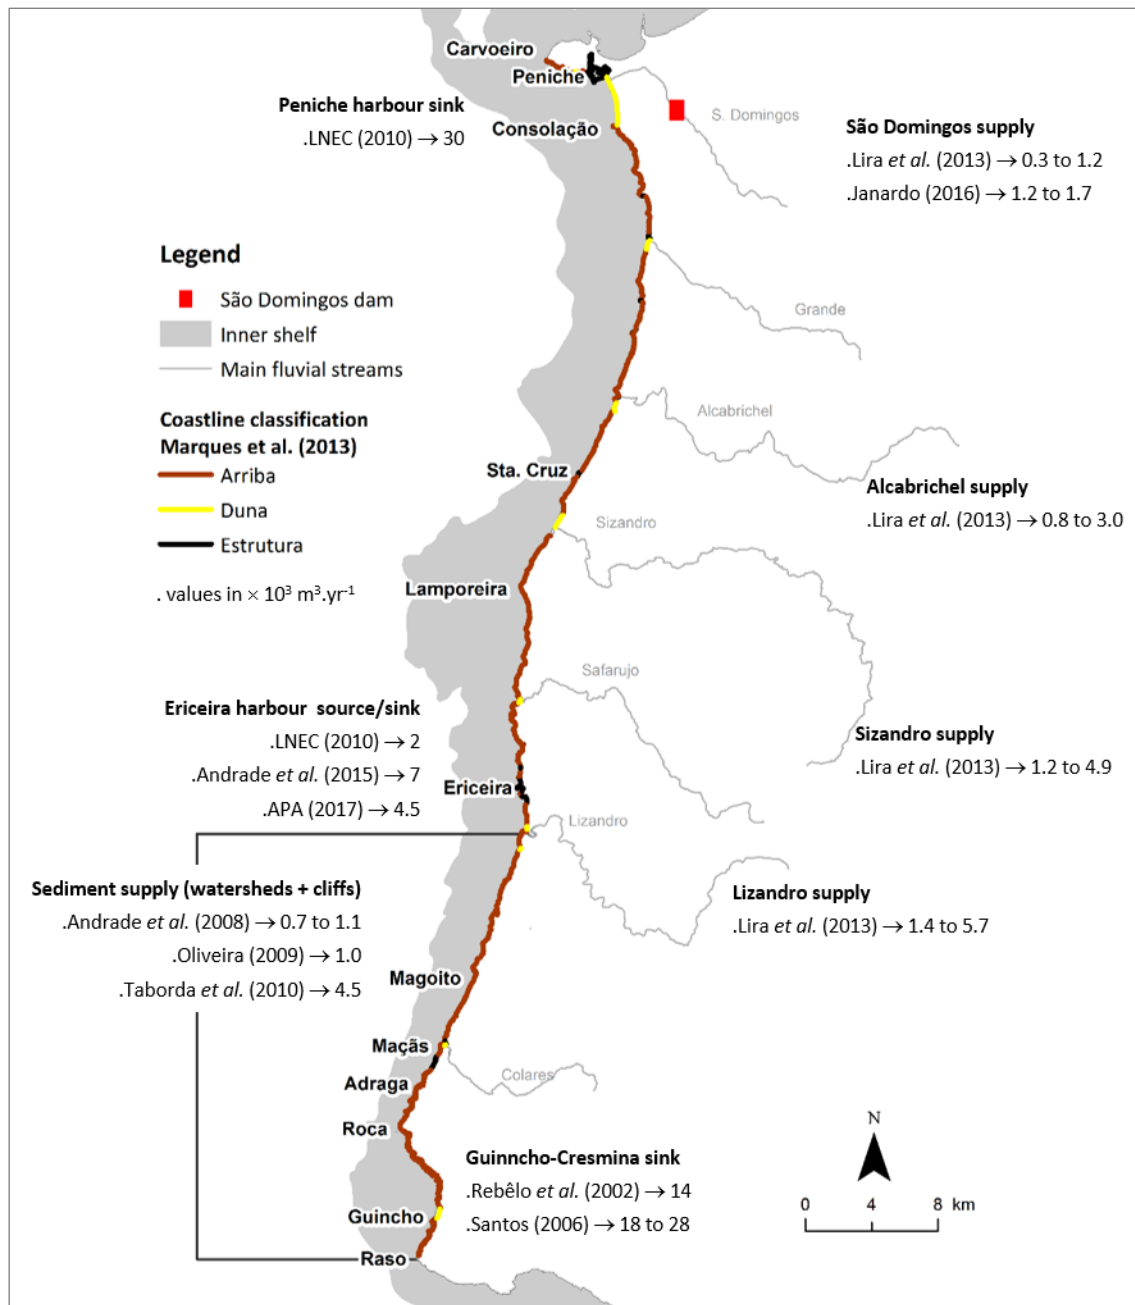 Carvoeiro
Peniche
Peniche harbour sink
.LNEC (2010) → 30
Consolação
S. Domingos
São Domingos supply
.Lira et al. (2013) → 0.3 to 1.2
.Janardo (2016) → 1.2 to 1.7
Legend
São Domingos dam
Inner shelf
Main fluvial streams
Coastline classification
Marques et al. (2013)
Arriba
Duna
Estrutura
. values in × 10³ m³.yr⁻¹
Grande
Alcabrichel
Sta. Cruz
Alcabrichel supply
.Lira et al. (2013) → 0.8 to 3.0
Sizandro
Lamporeira
Safarujo
Ericeira harbour source/sink
.LNEC (2010) → 2
.Andrade et al. (2015) → 7
.APA (2017) → 4.5
Ericeira
Sizandro supply
.Lira et al. (2013) → 1.2 to 4.9
Lizandro
Sediment supply (watersheds + cliffs)
.Andrade et al. (2008) → 0.7 to 1.1
.Oliveira (2009) → 1.0
.Taborda et al. (2010) → 4.5
Lizandro supply
.Lira et al. (2013) → 1.4 to 5.7
Magoito
Maçãs
Colares
Adraga
Roca
Guinncho-Cresmina sink
.Rebêlo et al. (2002) → 14
.Santos (2006) → 18 to 28
Guincho
Raso
N
0 4 8 km